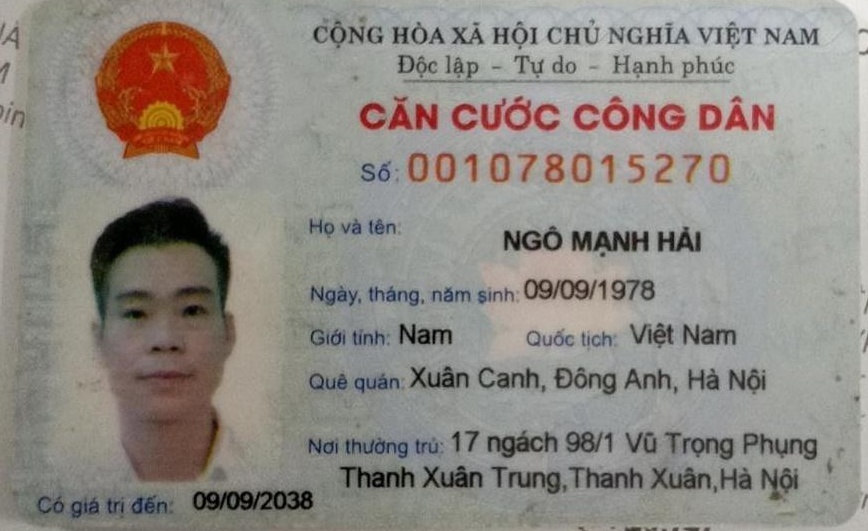 CỘNG HÒA XÃ HỘI CHỦ NGHĨA VIỆT NAM
Độc lập - Tự do - Hạnh phúc
CĂN CƯỚC CÔNG DÂN
Số: 001078015270
Họ và tên: NGÔ MẠNH HẢI
Ngày, tháng, năm sinh: 09/09/1978
Giới tính: Nam Quốc tịch: Việt Nam
Quê quán: Xuân Canh, Đông Anh, Hà Nội
Nơi thường trú: 17 ngách 98/1 Vũ Trọng Phụng
Thanh Xuân Trung,Thanh Xuân,Hà Nội
Có giá trị đến: 09/09/2038